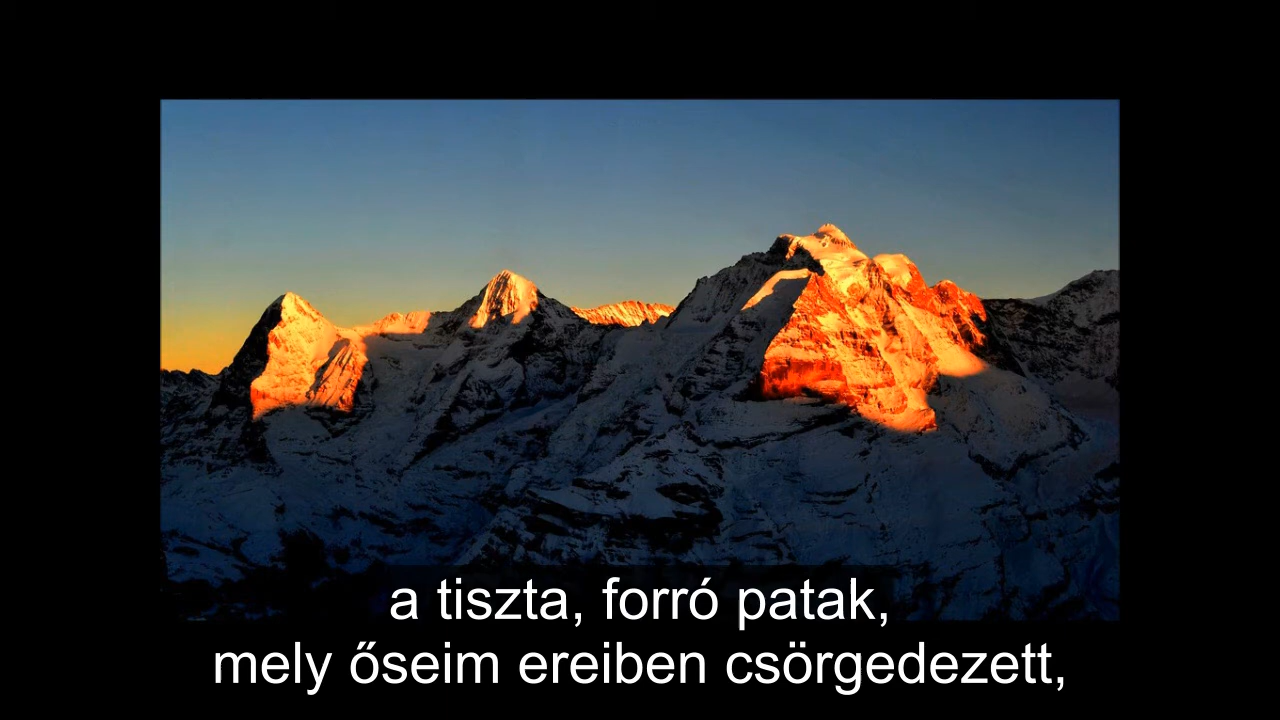 a tiszta, forró patak,
mely őseim ereiben csörgedezett,